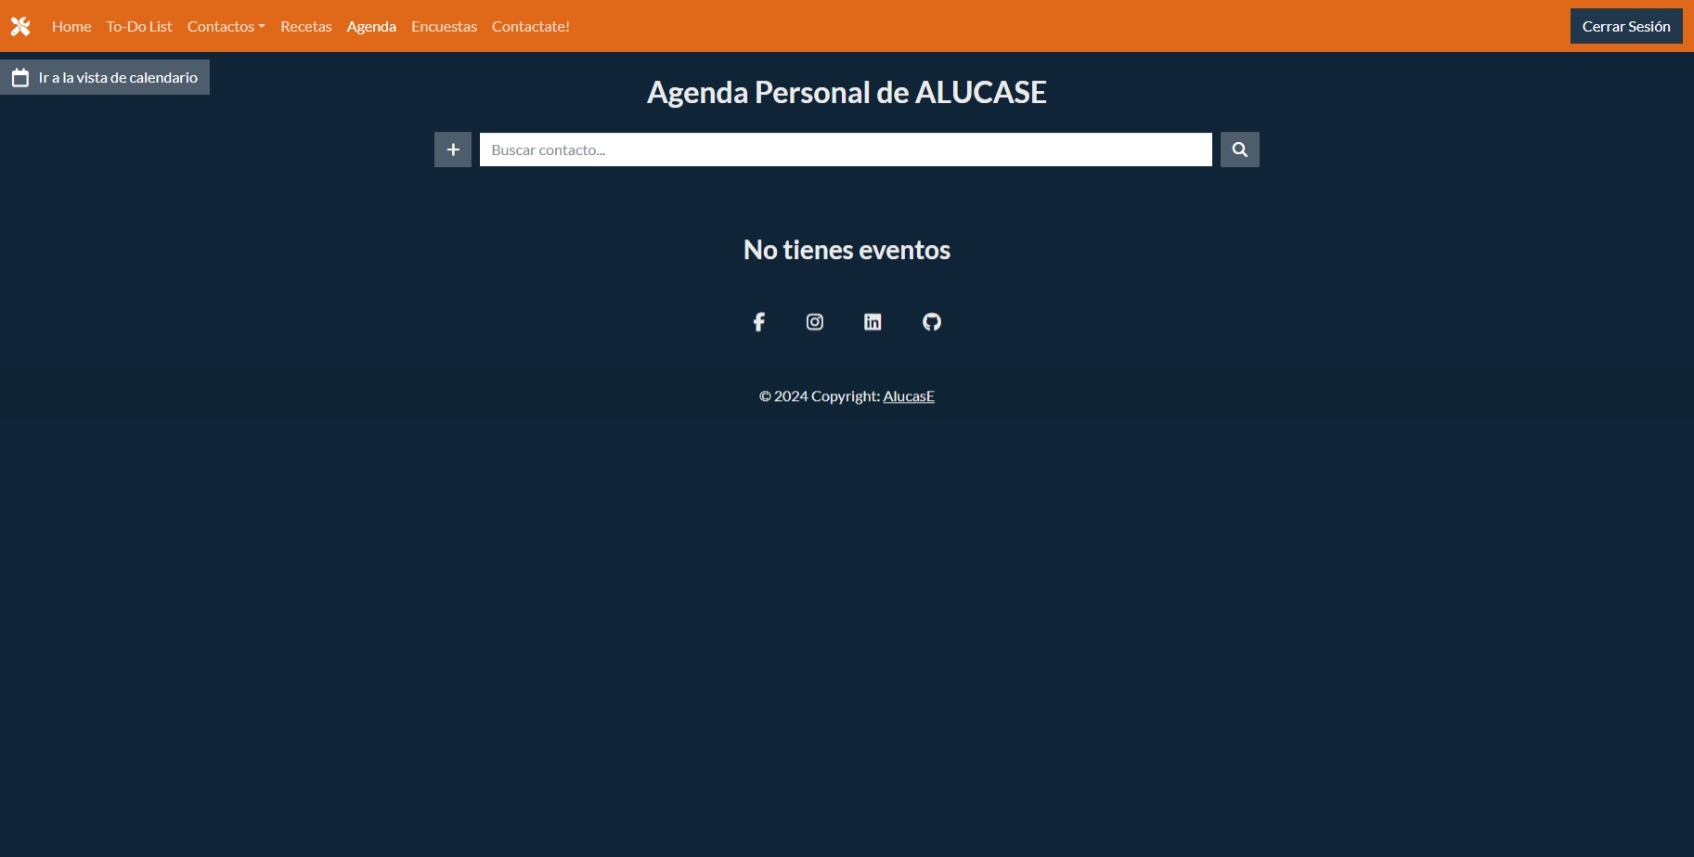 Home To-Do List Contactos Recetas Agenda Encuestas Contactate! Cerrar Sesión
Ir a la vista de calendario
Agenda Personal de ALUCASE
Buscar contacto...
No tienes eventos
© 2024 Copyright: AlucasE